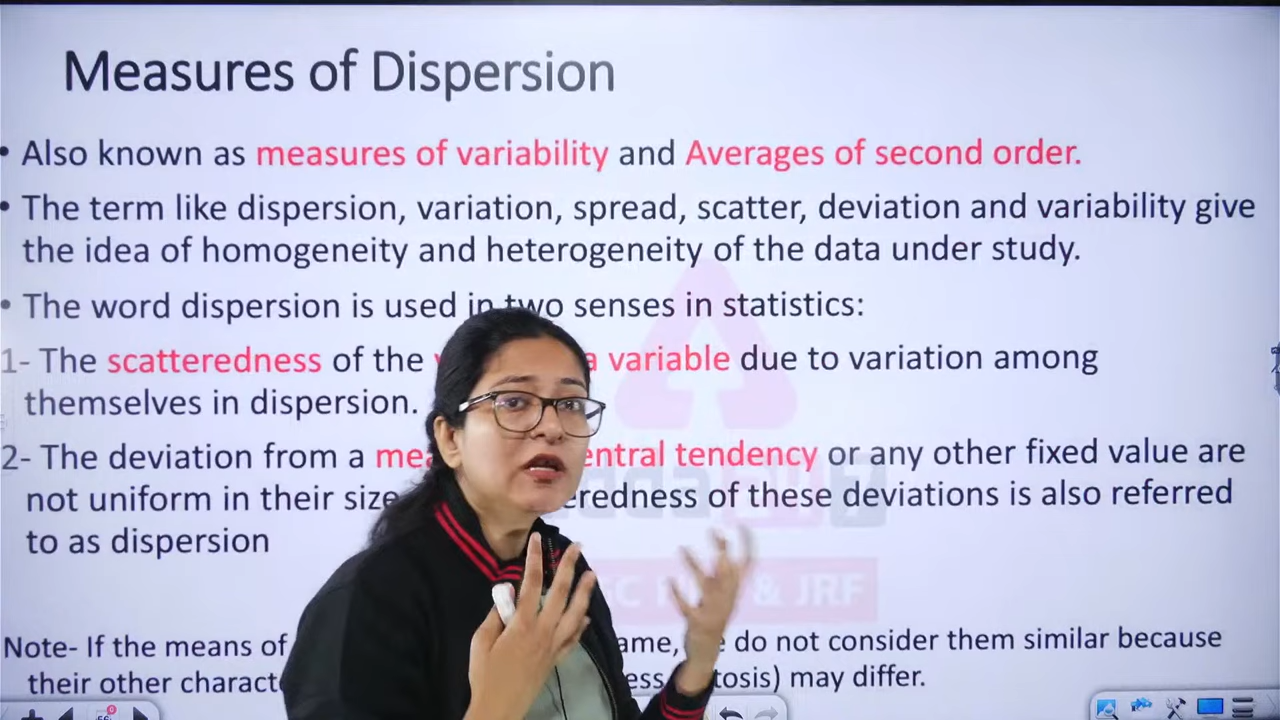 Measures of Dispersion
• Also known as measures of variability and Averages of second order.
• The term like dispersion, variation, spread, scatter, deviation and variability give
the idea of homogeneity and heterogeneity of the data under study.
• The word dispersion is used in two senses in statistics:
1- The scatteredness of the a variable due to variation among
themselves in dispersion.
2- The deviation from a entral tendency or any other fixed value are
not uniform in their size eredness of these deviations is also referred
to as dispersion
& JRF
Note- If the means of ame, do not consider them similar because
their other charact may differ.